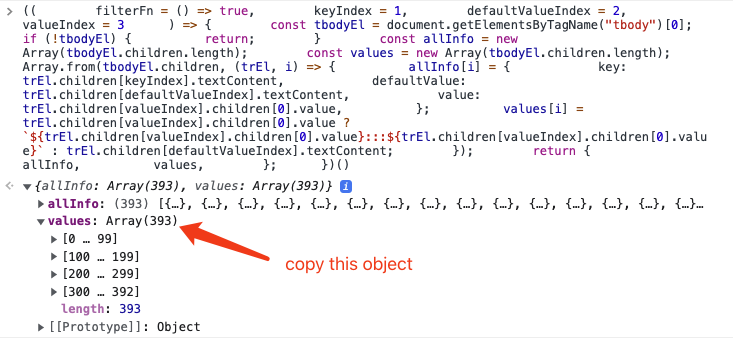 ((      filterFn = () => true,        keyIndex = 1,        defaultValueIndex = 2,
valueIndex = 3      ) => {      const tbodyEl = document.getElementsByTagName("tbody")[0];
if (!tbodyEl) {        return;      }        const allInfo = new
Array(tbodyEl.children.length);        const values = new Array(tbodyEl.children.length);
Array.from(tbodyEl.children, (trEl, i) => {        allInfo[i] = {          key:
trEl.children[keyIndex].textContent,          defaultValue:
trEl.children[defaultValueIndex].textContent,          value:
trEl.children[valueIndex].children[0].value,        };        values[i] =
trEl.children[valueIndex].children[0].value ?
`${trEl.children[valueIndex].children[0].value}:::${trEl.children[valueIndex].children[0].valu
e}` : trEl.children[defaultValueIndex].textContent;      });        return {
allInfo,        values,      };    })()
{allInfo: Array(393), values: Array(393)} i
allInfo: (393) [{…}, {…}, {…}, {…}, {…}, {…}, {…}, {…}, {…}, {…}, {…}, {…}, {…}, {…}, {…}…
values: Array(393)
[0 … 99]
copy this object
[100 … 199]
[200 … 299]
[300 … 392]
length: 393
[[Prototype]]: Object